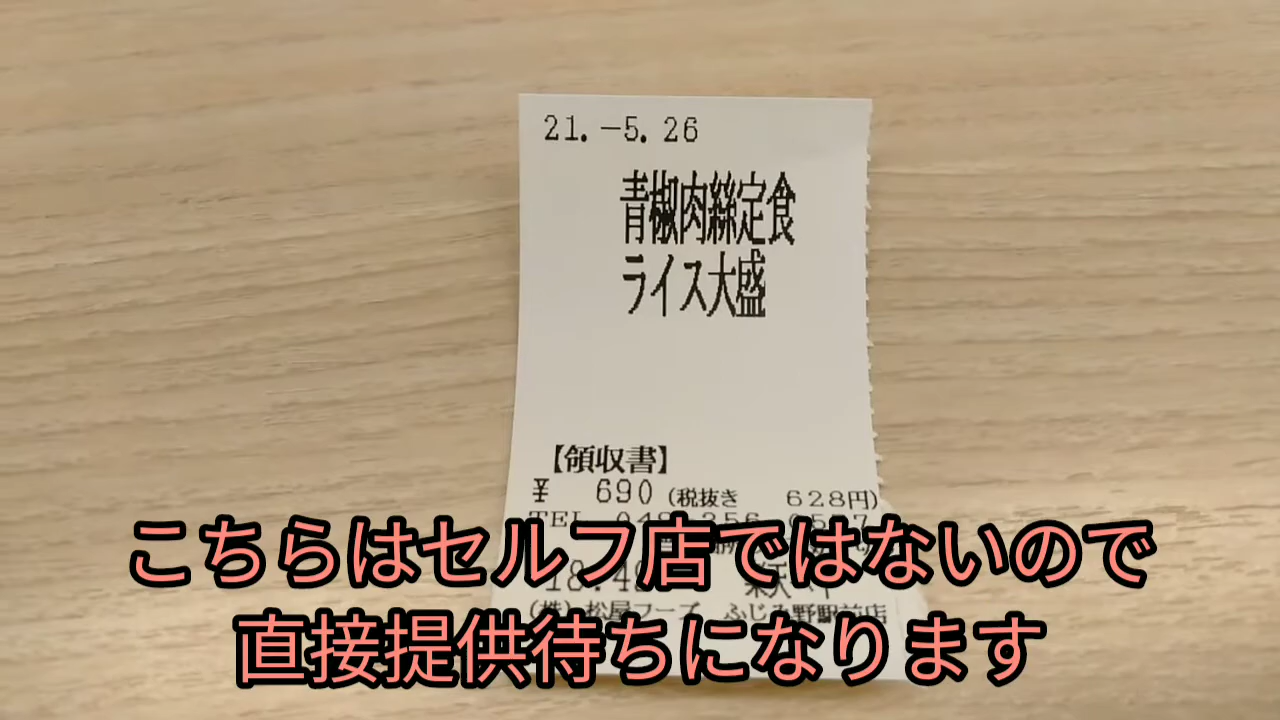 21.-5.26
青椒肉絲定食
ライス大盛
【領収書】
¥ 690 (税抜き 628円)
TEL
(株)松屋フーズ ふじみ野駅前店
こちらはセルフ店ではないので
直接提供待ちになります